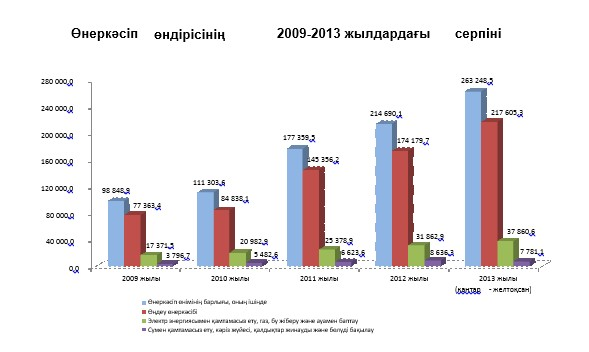 Өнеркәсіп өндірісінің 2009-2013 жылдардағы серпіні
280 000,0
240 000,0
200 000,0
160 000,0
120 000,0
80 000,0
40 000,0
0,0
98 848,9
77 363,4
17 371,5
3 796,7
111 303,6
84 838,1
20 982,9
5 482,6
177 359,5
145 356,2
25 378,9
6 623,6
214 690,1
174 179,7
31 862,9
8 636,3
263 248,5
217 605,3
37 860,6
7 781,1
2009 жылы
2010 жылы
2011 жылы
2012 жылы
2013 жылы
(қаңтар - желтоқсан)
Өнеркәсіп өнімінің барлығы, оның ішінде
Өңдеу өнеркәсібі
Электр энергиясымен қамтамасыз ету, газ, бу жіберу және ауамен баптау
Сумен қамтамасыз ету, кәріз жүйесі, қалдықтар жинауды және бөлуді бақылау